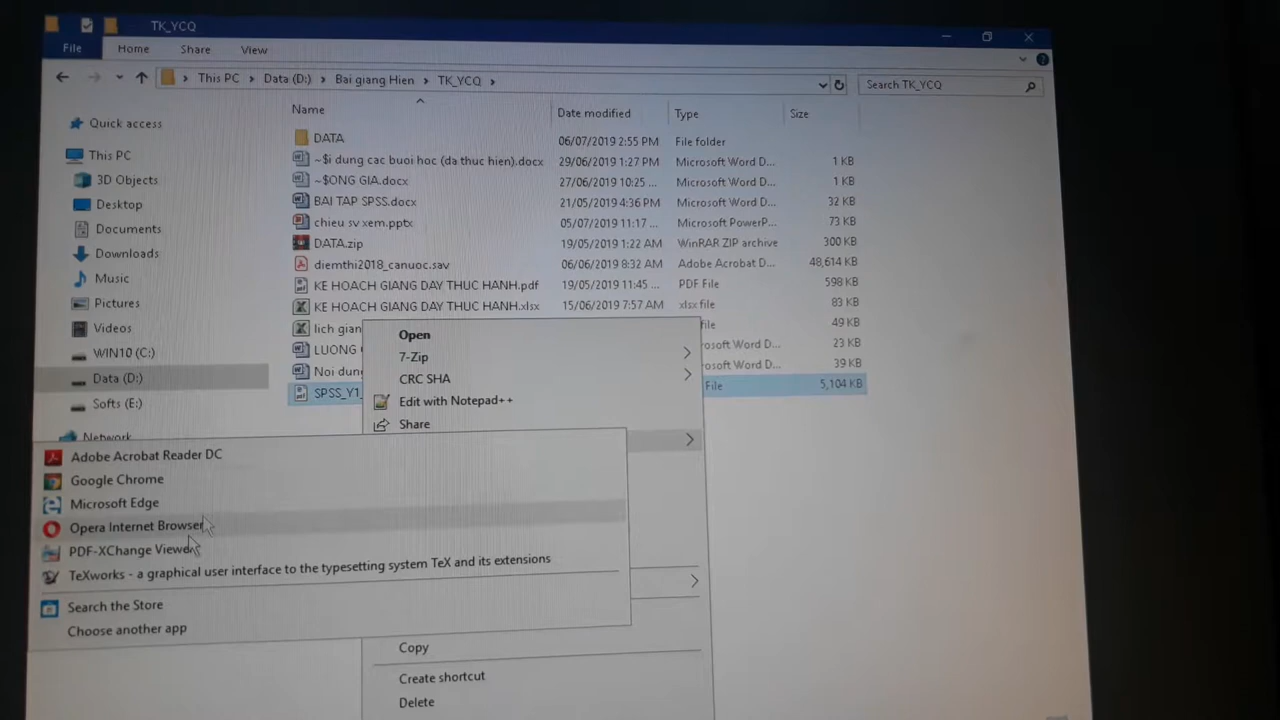 TK_YCQ
File Home Share View
This PC Data (D:) Bai giang Hien TK_YCQ
Search TK_YCQ
Name Date modified Type Size
Quick access
This PC
3D Objects
Desktop
Documents
Downloads
Music
Pictures
Videos
WIN10 (C:)
Data (D:)
Softs (E:)
Network
DATA 06/07/2019 2:55 PM File folder
~$i dung cac buoi hoc (da thuc hien).docx 29/06/2019 1:27 PM Microsoft Word D... 1 KB
~$ONG GIA.docx 27/06/2019 10:25 ... Microsoft Word D... 1 KB
BAI TAP SPSS.docx 21/05/2019 4:36 PM Microsoft Word D... 32 KB
chieu sv xem.pptx 05/07/2019 11:17 ... Microsoft PowerP... 73 KB
DATA.zip 19/05/2019 1:22 AM WinRAR ZIP archive 300 KB
diemthi2018_canuoc.sav 06/06/2019 8:32 AM Adobe Acrobat D... 48,614 KB
KE HOACH GIANG DAY THUC HANH.pdf 19/05/2019 11:45 ... PDF File 598 KB
KE HOACH GIANG DAY THUC HANH.xlsx 15/06/2019 7:57 AM xlsx file 83 KB
lich gian file 49 KB
LUONG osoft Word D... 23 KB
Noi dun osoft Word D... 39 KB
SPSS_Y1_ File 5,104 KB
Open
7-Zip
CRC SHA
Edit with Notepad++
Share
Adobe Acrobat Reader DC
Google Chrome
Microsoft Edge
Opera Internet Browser
PDF-XChange Viewer
TeXworks - a graphical user interface to the typesetting system TeX and its extensions
Search the Store
Choose another app
Copy
Create shortcut
Delete